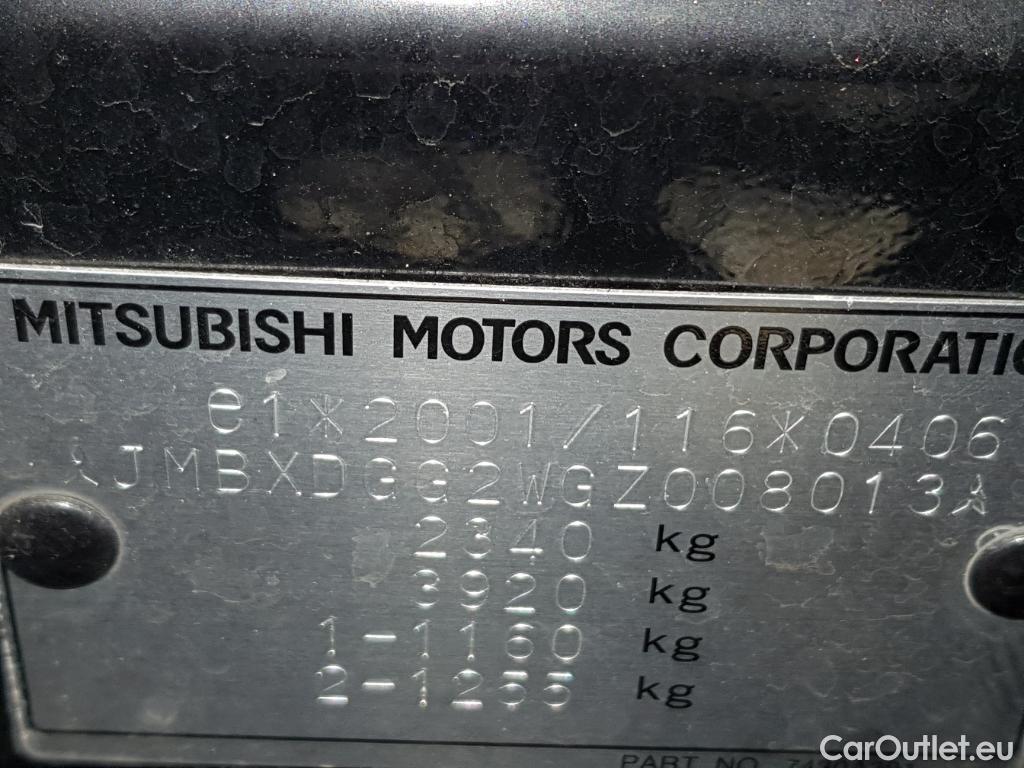 MITSUBISHI MOTORS CORPORATIO
e1*2001/116*0406
JMBXDGG2WGZ008013
2340 kg
3920 kg
1-1160 kg
2-1255 kg
PART NO.
CarOutlet.eu